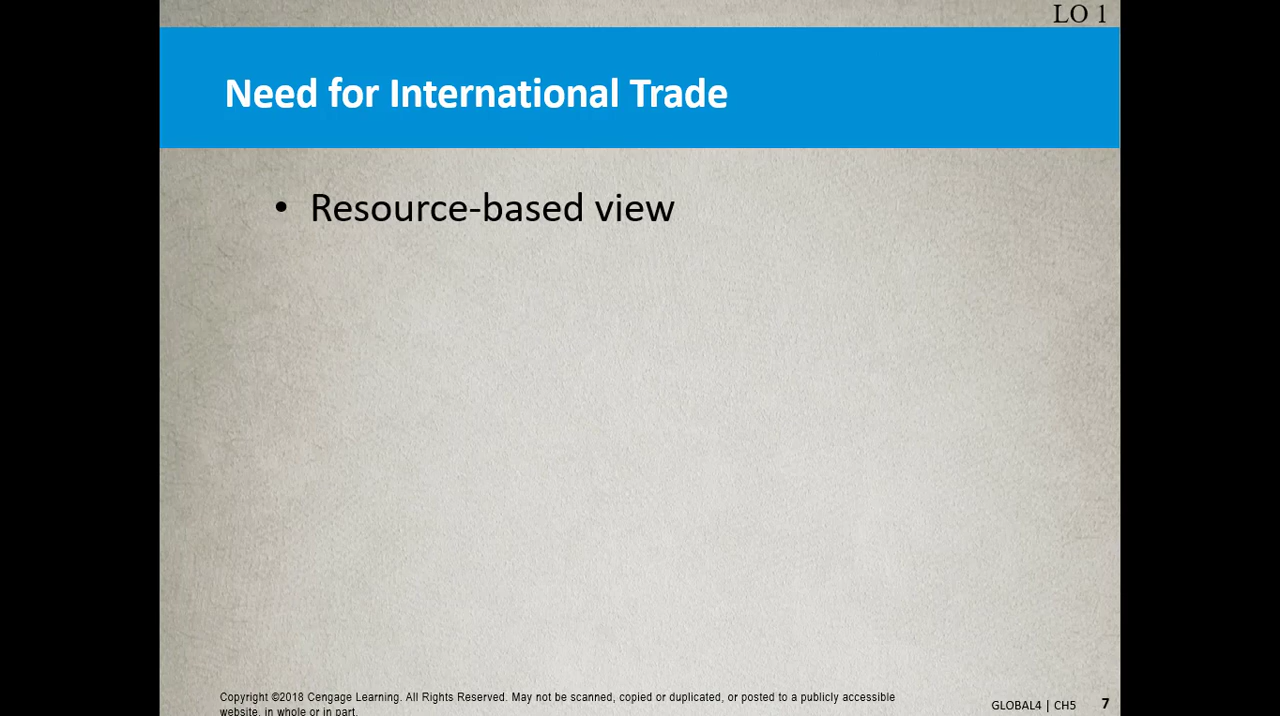 LO 1
Need for International Trade
• Resource-based view
Copyright ©2018 Cengage Learning. All Rights Reserved. May not be scanned, copied or duplicated, or posted to a publicly accessible
website, in whole or in part.
GLOBAL4 | CH5 7